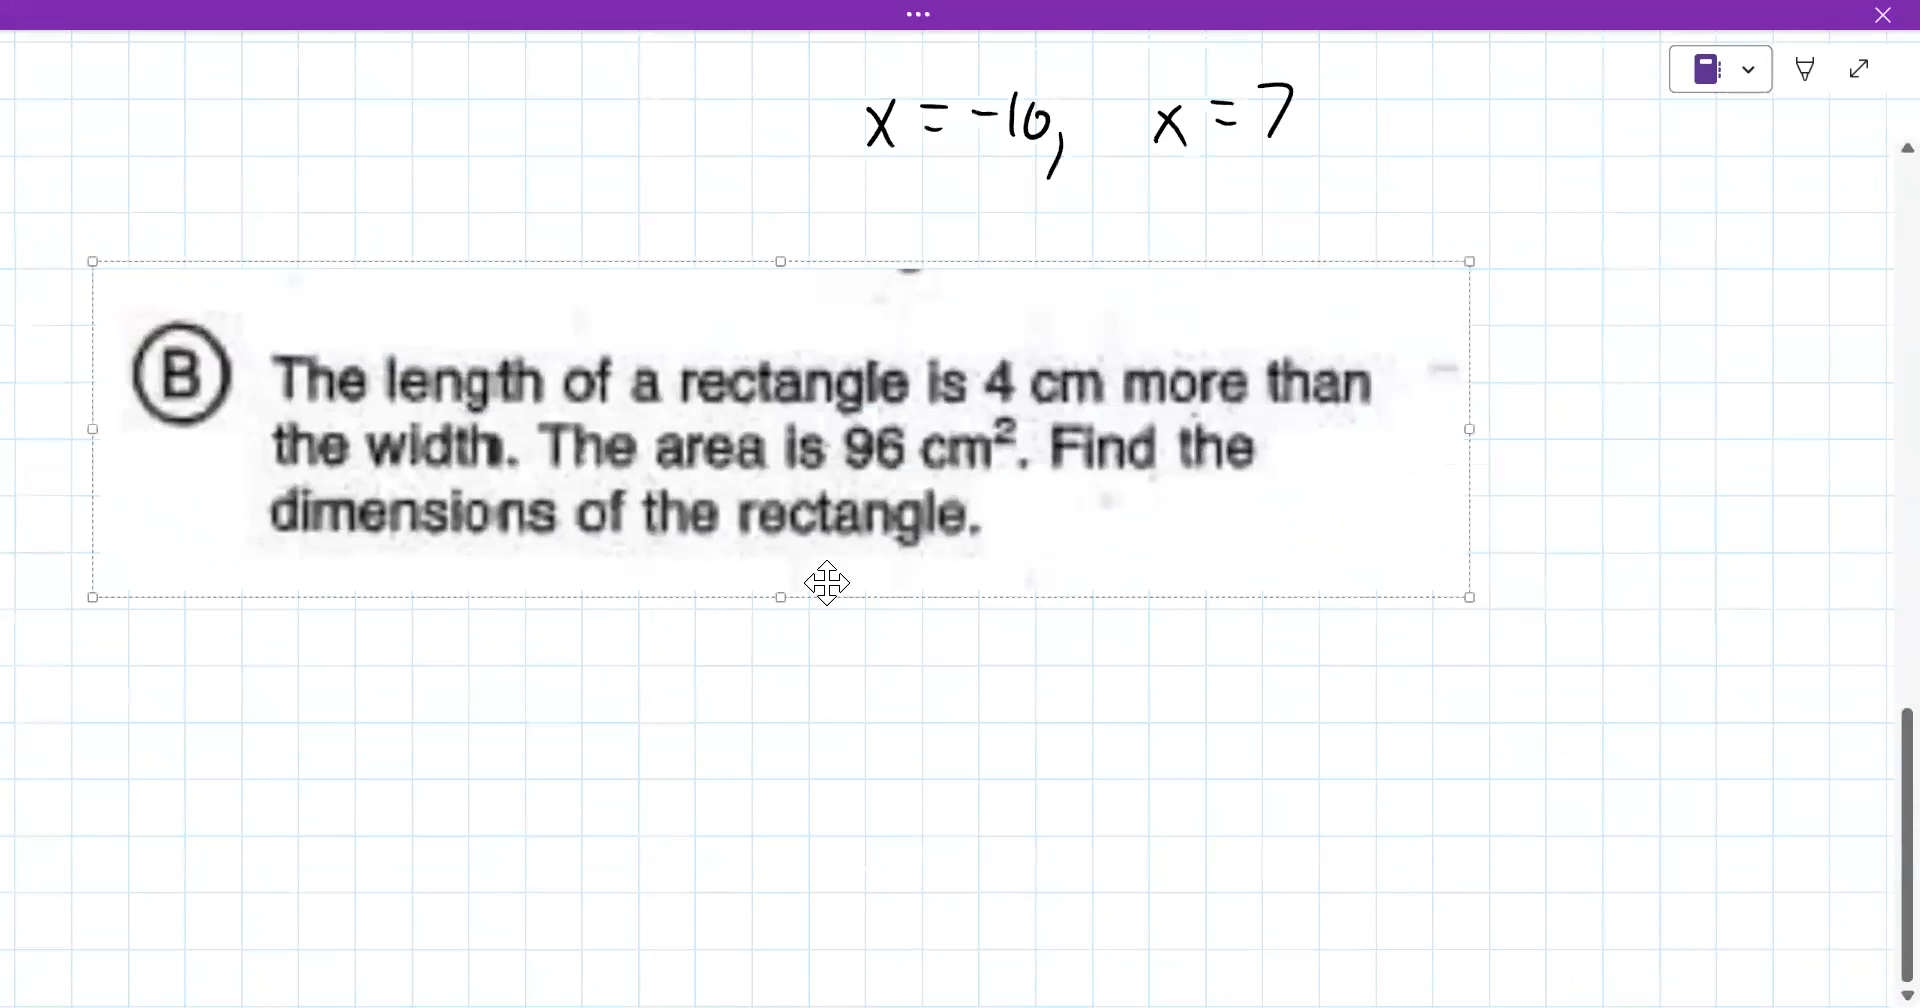 x = -10, x = 7
B The length of a rectangle is 4 cm more than
the width. The area is 96 cm². Find the
dimensions of the rectangle.